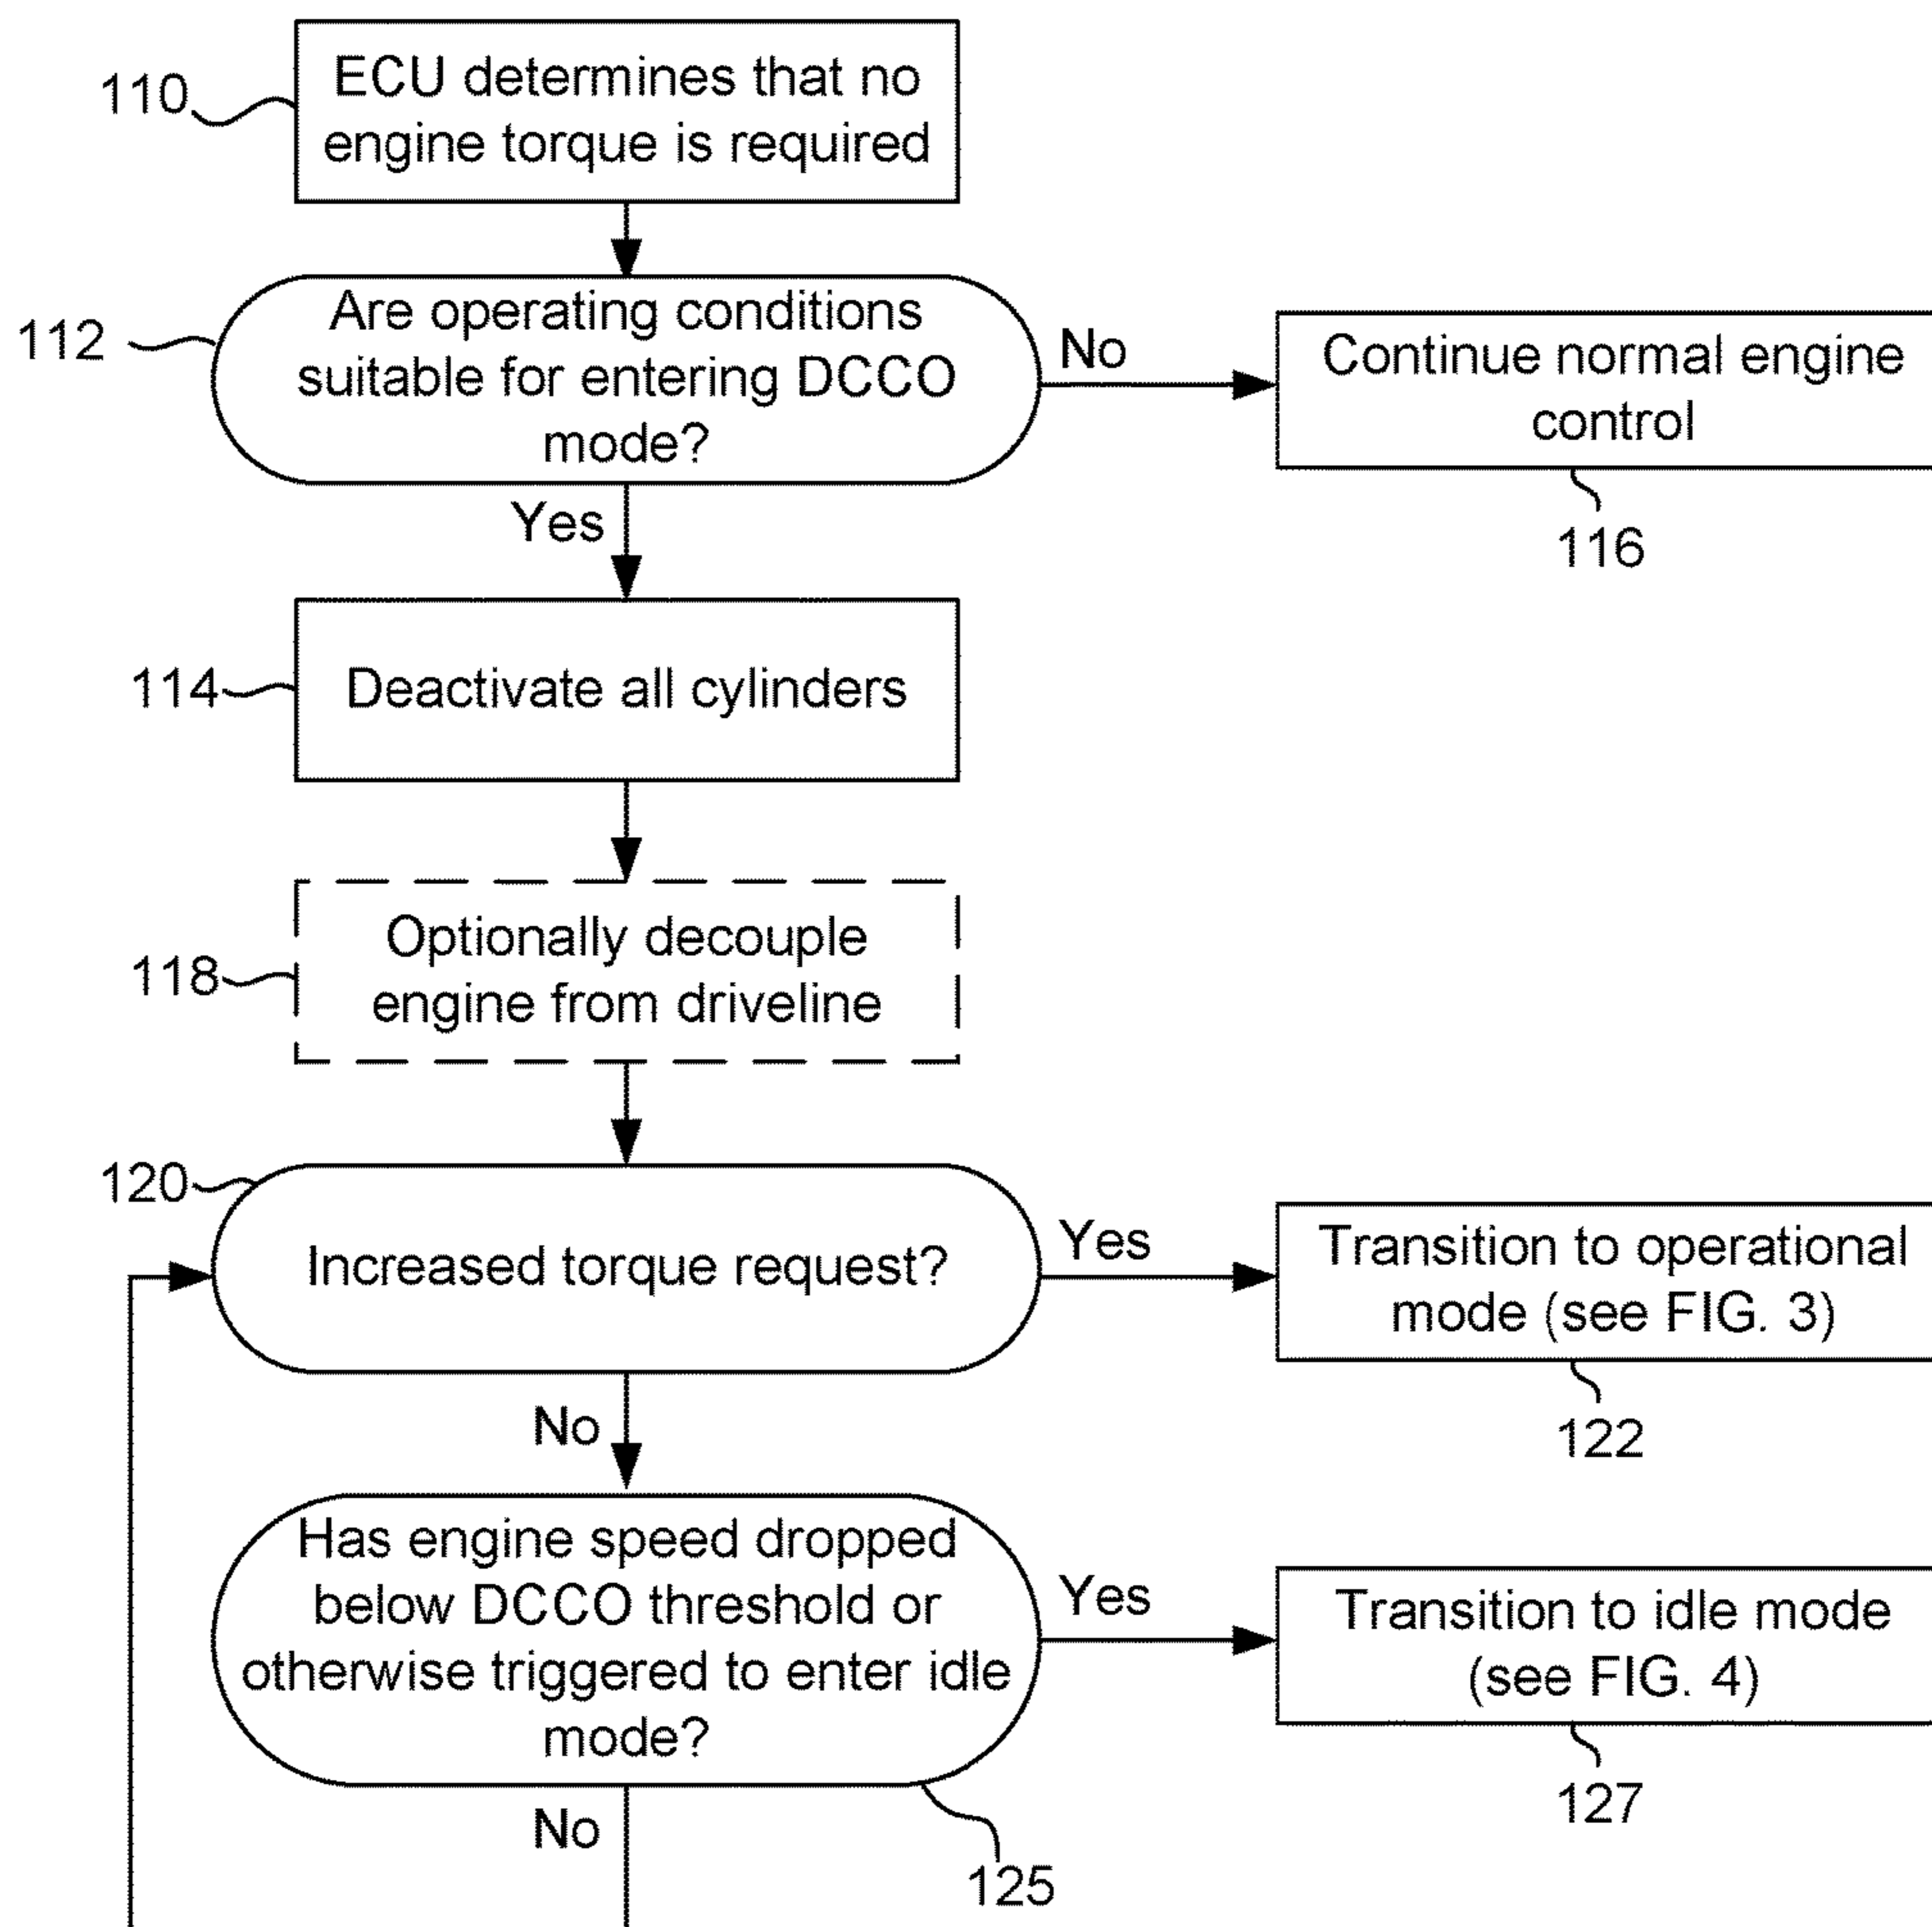 110
ECU determines that no
engine torque is required
112
Are operating conditions
suitable for entering DCCO
mode?
No
Continue normal engine
control
116
Yes
114
Deactivate all cylinders
118
Optionally decouple
engine from driveline
120
Increased torque request?
Yes
Transition to operational
mode (see FIG. 3)
122
No
Has engine speed dropped
below DCCO threshold or
otherwise triggered to enter idle
mode?
Yes
Transition to idle mode
(see FIG. 4)
127
No
125